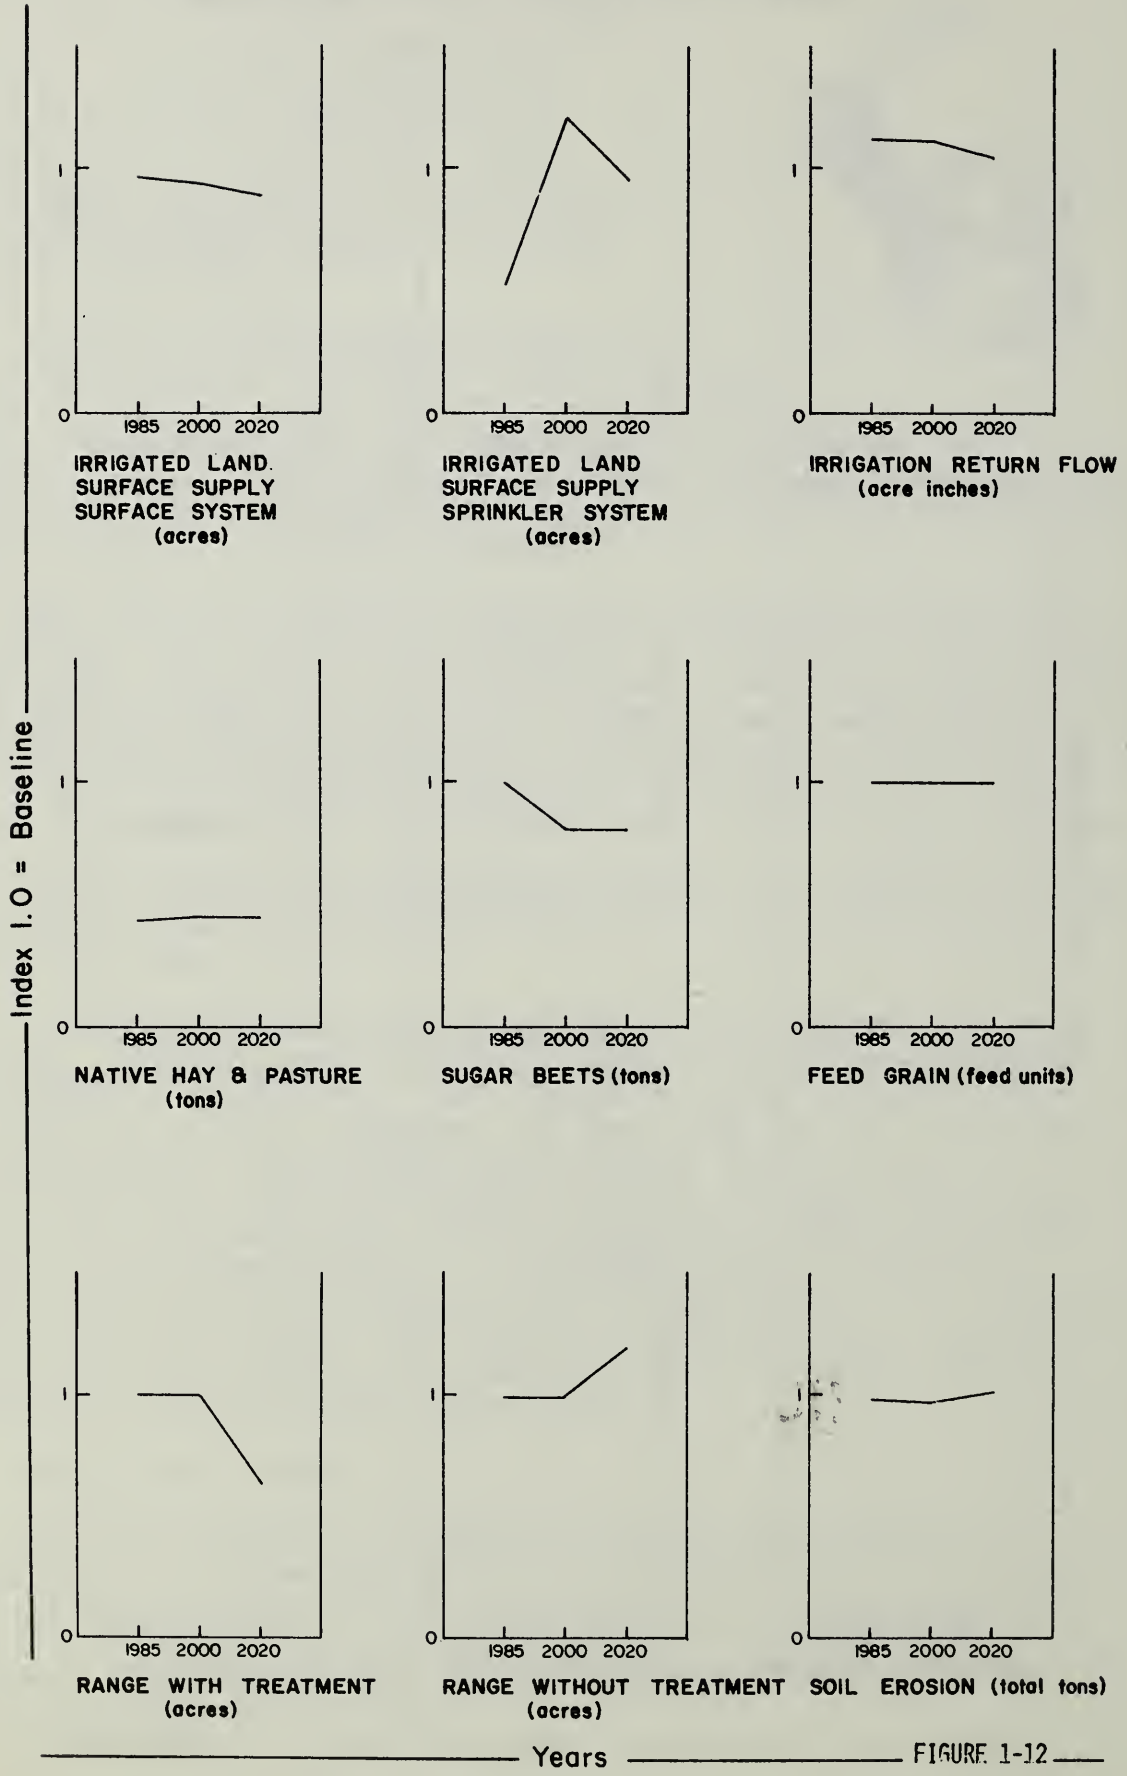 Index 1.0 = Baseline
1
0
1985 2000 2020
IRRIGATED LAND.
SURFACE SUPPLY
SURFACE SYSTEM
(acres)
1
0
1985 2000 2020
IRRIGATED LAND
SURFACE SUPPLY
SPRINKLER SYSTEM
(acres)
1
0
1985 2000 2020
IRRIGATION RETURN FLOW
(acre inches)
1
0
1985 2000 2020
NATIVE HAY & PASTURE
(tons)
1
0
1985 2000 2020
SUGAR BEETS (tons)
1
0
1985 2000 2020
FEED GRAIN (feed units)
1
0
1985 2000 2020
RANGE WITH TREATMENT
(acres)
1
0
1985 2000 2020
RANGE WITHOUT TREATMENT
(acres)
1
0
1985 2000 2020
SOIL EROSION (total tons)
Years
FIGURE 1-12